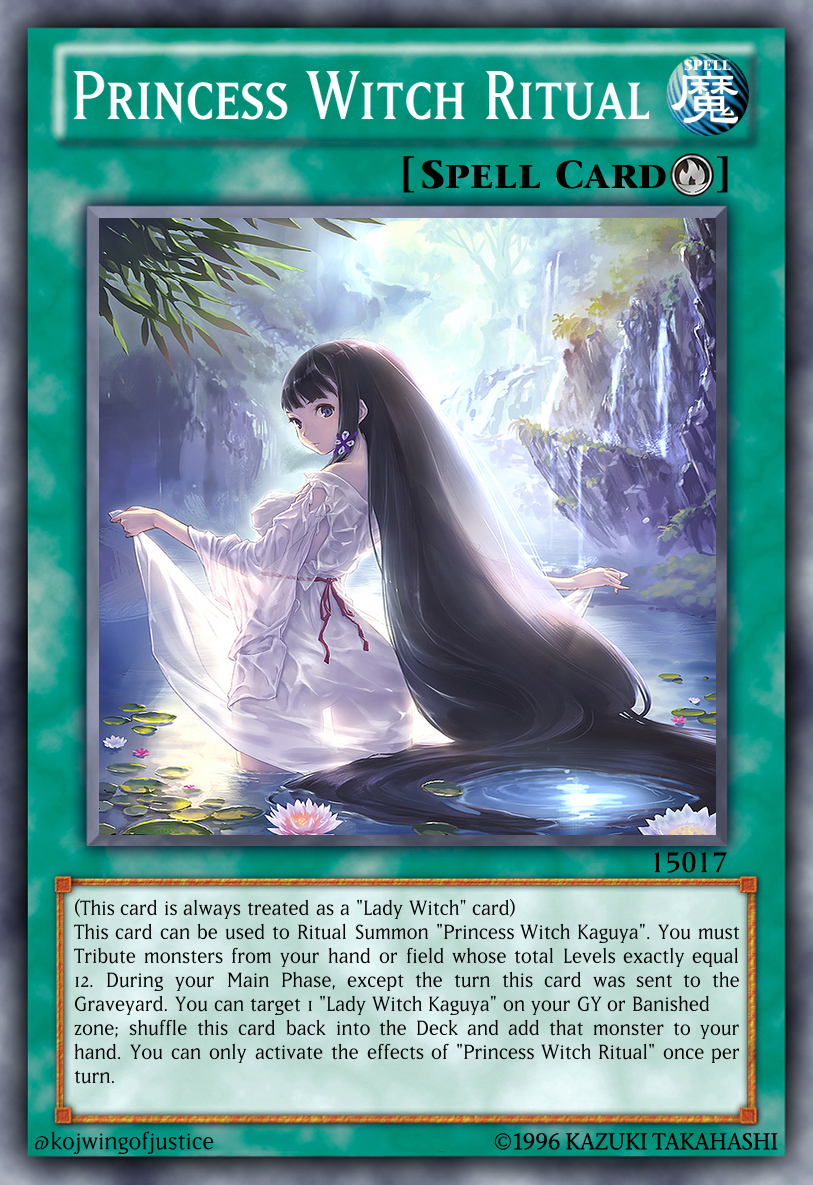 Princess Witch Ritual
SPELL
魔
[Spell Card]
15017
(This card is always treated as a "Lady Witch" card)
This card can be used to Ritual Summon "Princess Witch Kaguya". You must
Tribute monsters from your hand or field whose total Levels exactly equal
12. During your Main Phase, except the turn this card was sent to the
Graveyard. You can target 1 "Lady Witch Kaguya" on your GY or Banished
zone; shuffle this card back into the Deck and add that monster to your
hand. You can only activate the effects of "Princess Witch Ritual" once per
turn.
@kojwingofjustice
©1996 KAZUKI TAKAHASHI